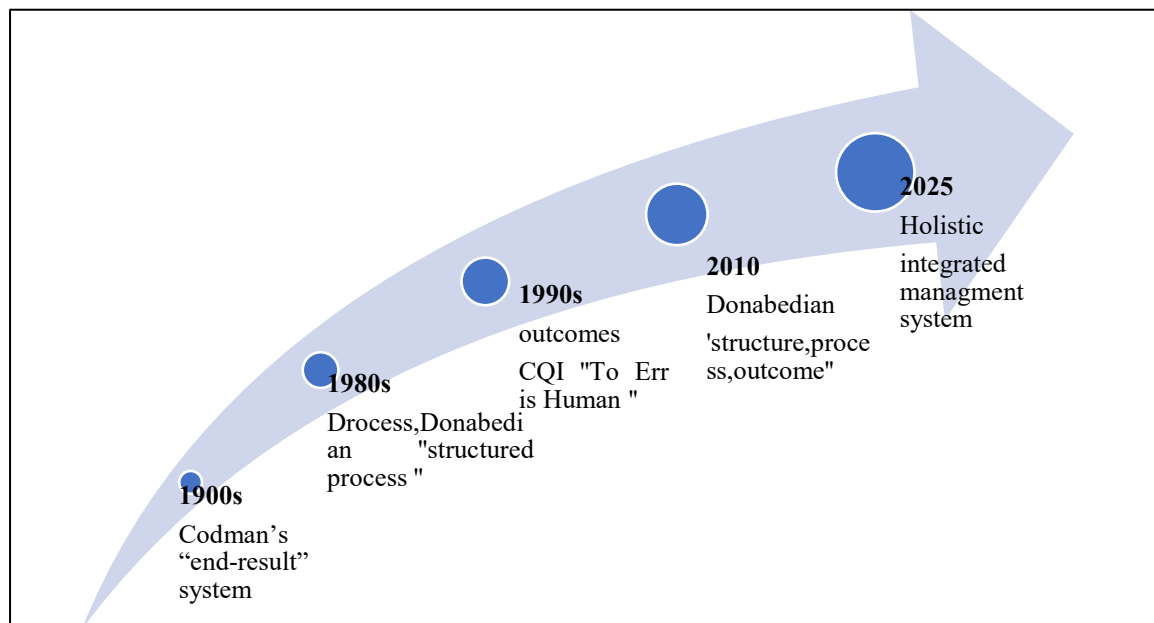 1900s
Codman’s
“end-result”
system
1980s
Drocess,Donabedi
an "structured
process "
1990s
outcomes
CQI "To Err
is Human "
2010
Donabedian
'structure,proce
ss,outcome"
2025
Holistic
integrated
managment
system